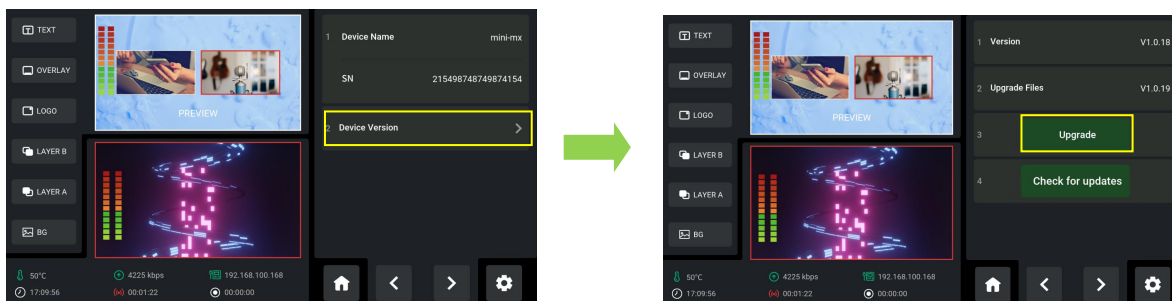 TEXT
OVERLAY
LOGO
LAYER B
LAYER A
BG
PREVIEW
50°C
4225 kbps
192.168.100.168
17:09:56
00:01:22
00:00:00
1 Device Name mini-mx
SN 215498748749874154
2 Device Version
TEXT
OVERLAY
LOGO
LAYER B
LAYER A
BG
PREVIEW
50°C
4225 kbps
192.168.100.168
17:09:56
00:01:22
00:00:00
1 Version V1.0.18
2 Upgrade Files V1.0.19
3 Upgrade
4 Check for updates